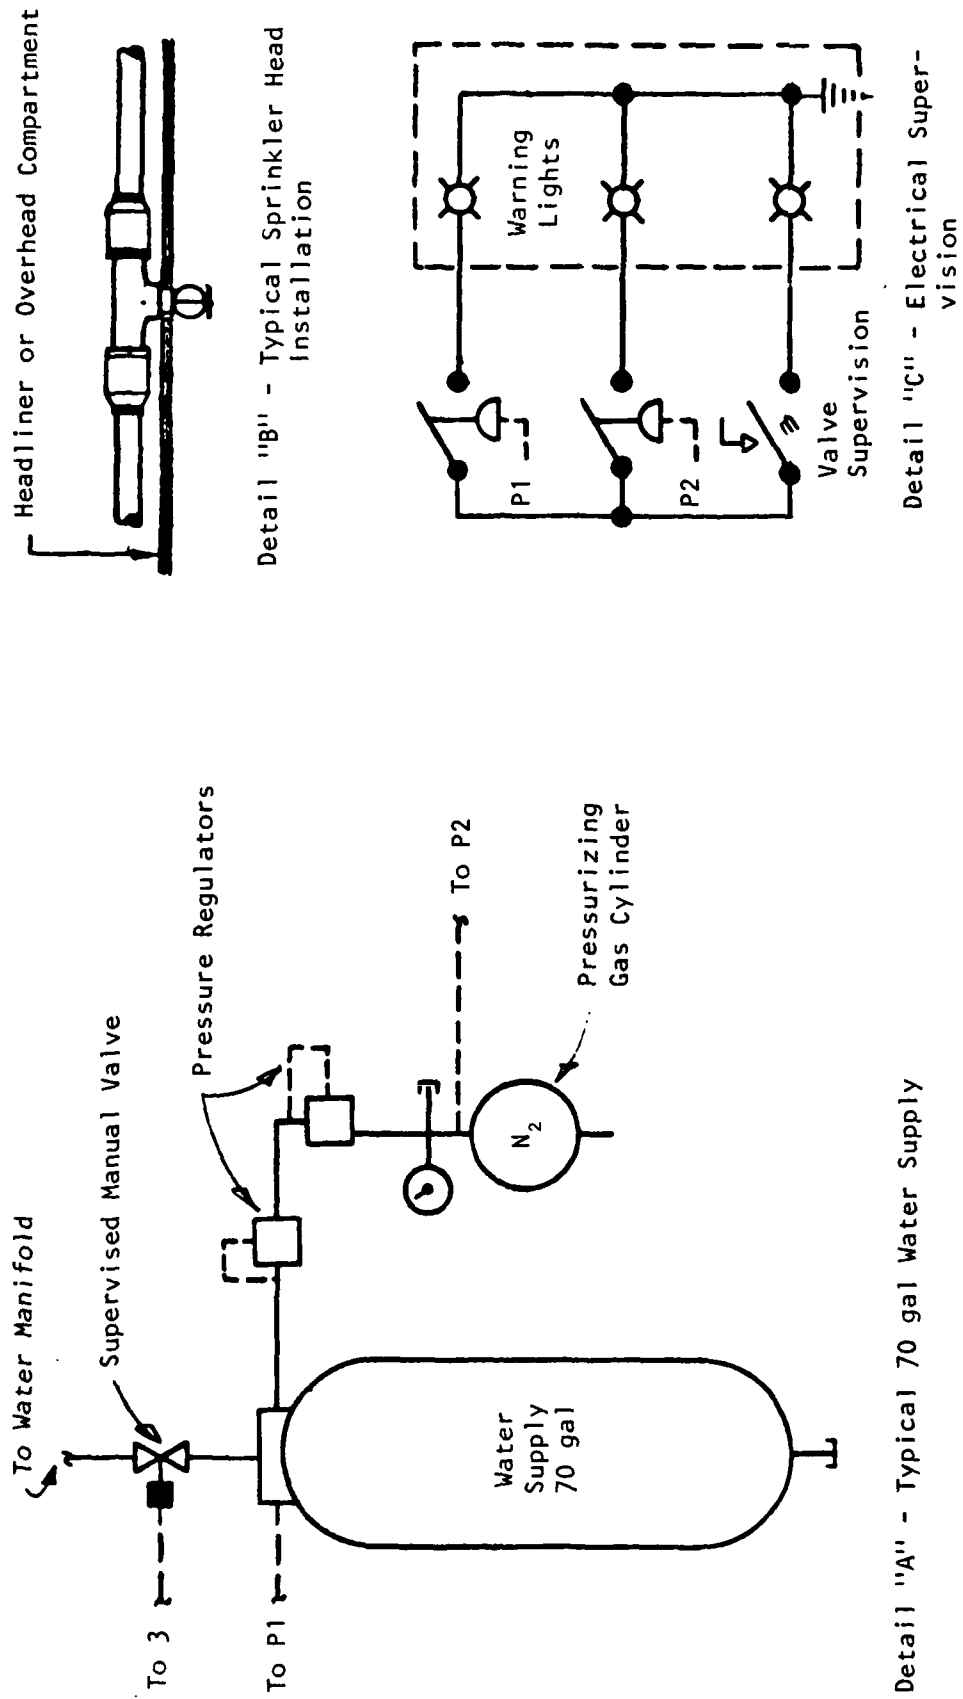 To Water Manifold
Supervised Manual Valve
Pressure Regulators
To 3
To P1
To P2
N2
Pressurizing
Gas Cylinder
Water
Supply
70 gal
Detail "A" - Typical 70 gal Water Supply
Headliner or Overhead Compartment
Detail "B" - Typical Sprinkler Head
Installation
Warning
Lights
P1
P2
3
Valve
Supervision
Detail "C" - Electrical Super-
vision